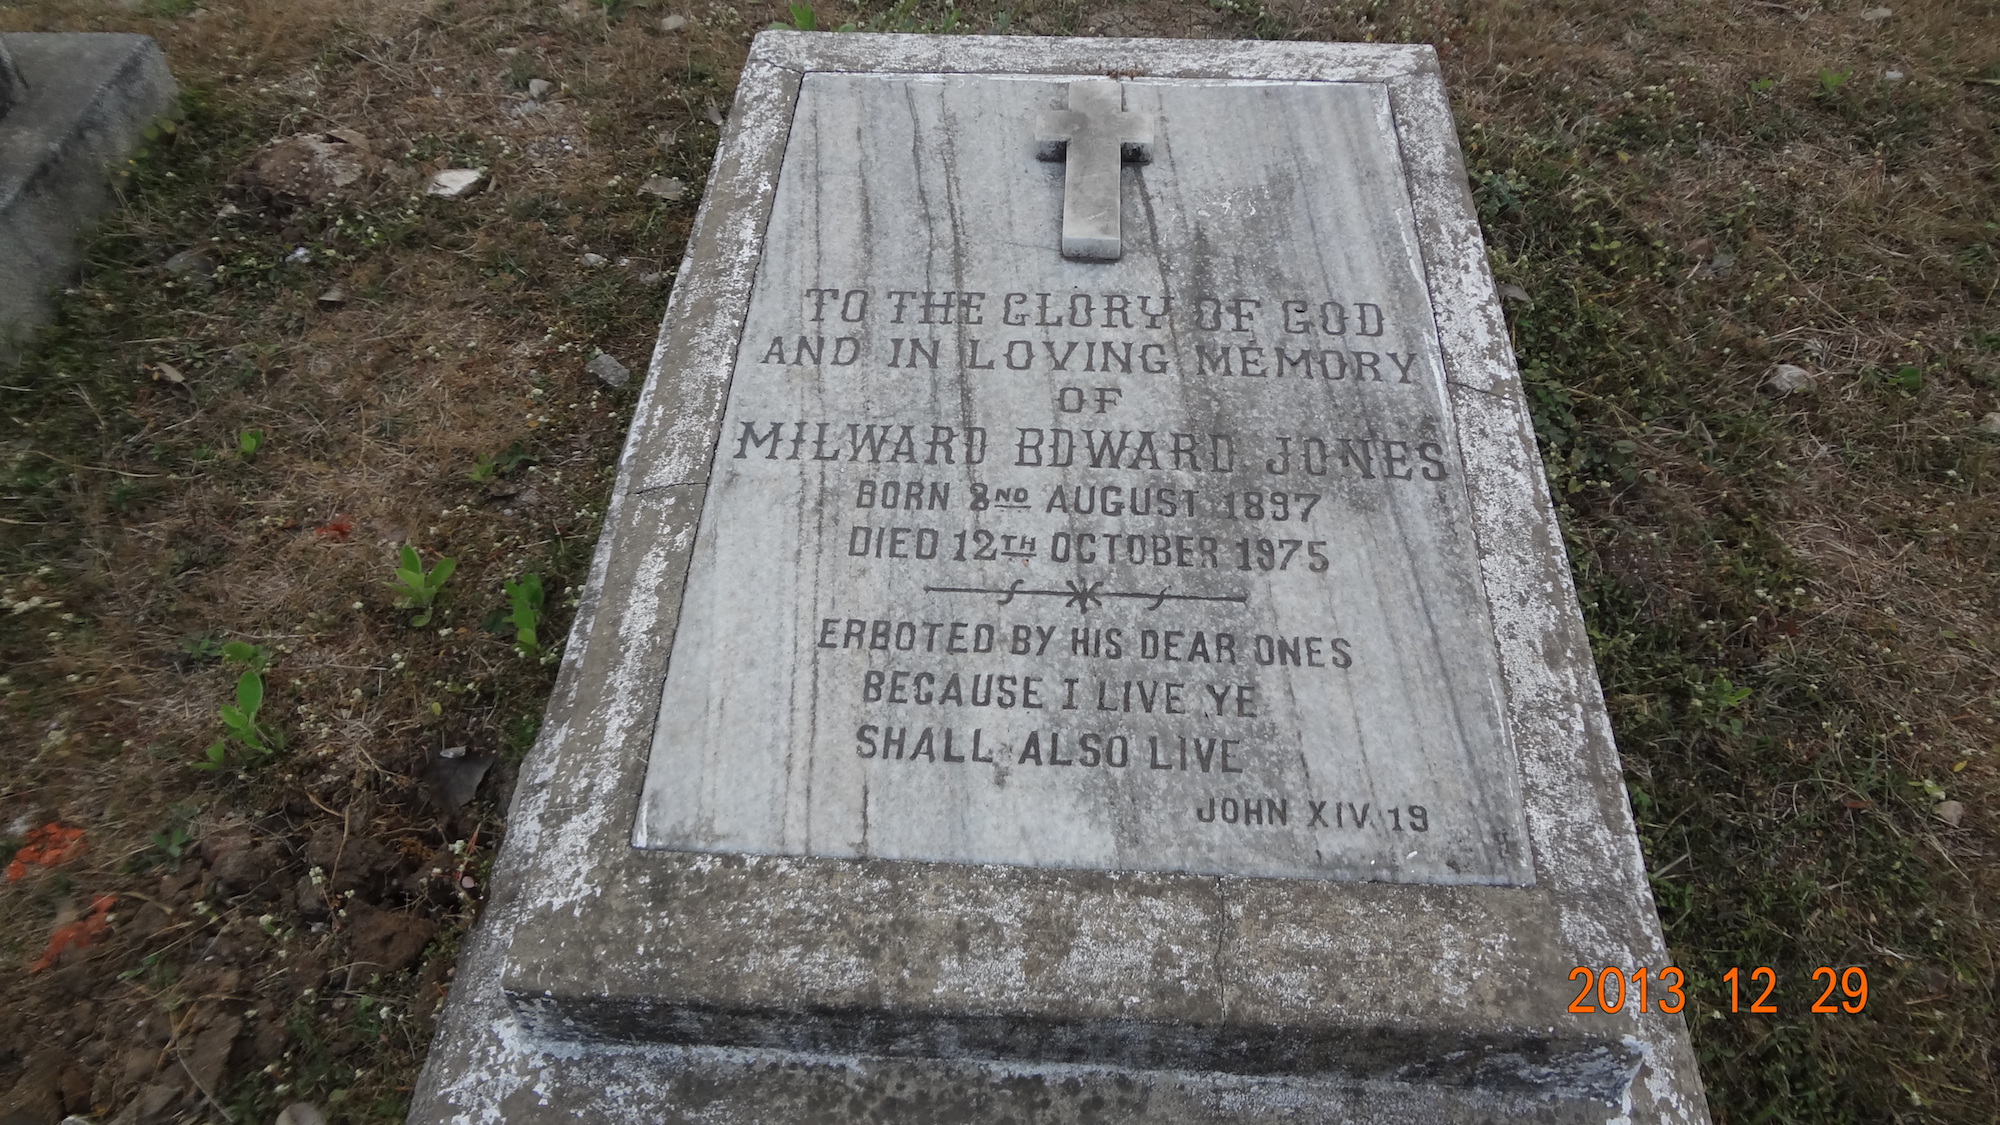 TO THE GLORY OF GOD
AND IN LOVING MEMORY
OF
MILWARD BDWARD JONES
BORN 2ND AUGUST 1897
DIED 12TH OCTOBER 1975
ERBOTED BY HIS DEAR ONES
BECAUSE I LIVE YE
SHALL ALSO LIVE
JOHN XIV. 19
2013 12 29